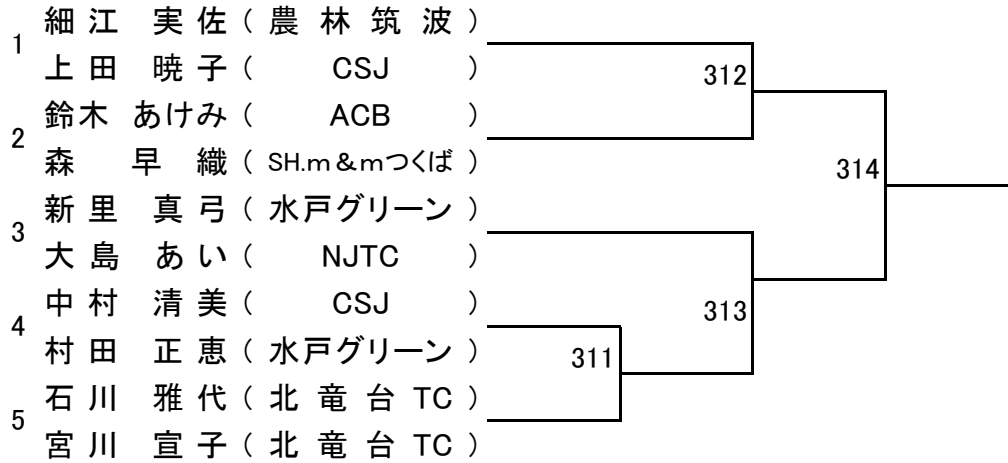 1
細江 実佐 ( 農林筑波 )
上田 暁子 ( CSJ )
312
2
鈴木 あけみ ( ACB )
森 早織 ( SH.m&mつくば )
314
3
新里 真弓 ( 水戸グリーン )
大島 あい ( NJTC )
313
4
中村 清美 ( CSJ )
村田 正恵 ( 水戸グリーン )
311
5
石川 雅代 ( 北竜台 TC )
宮川 宣子 ( 北竜台 TC )